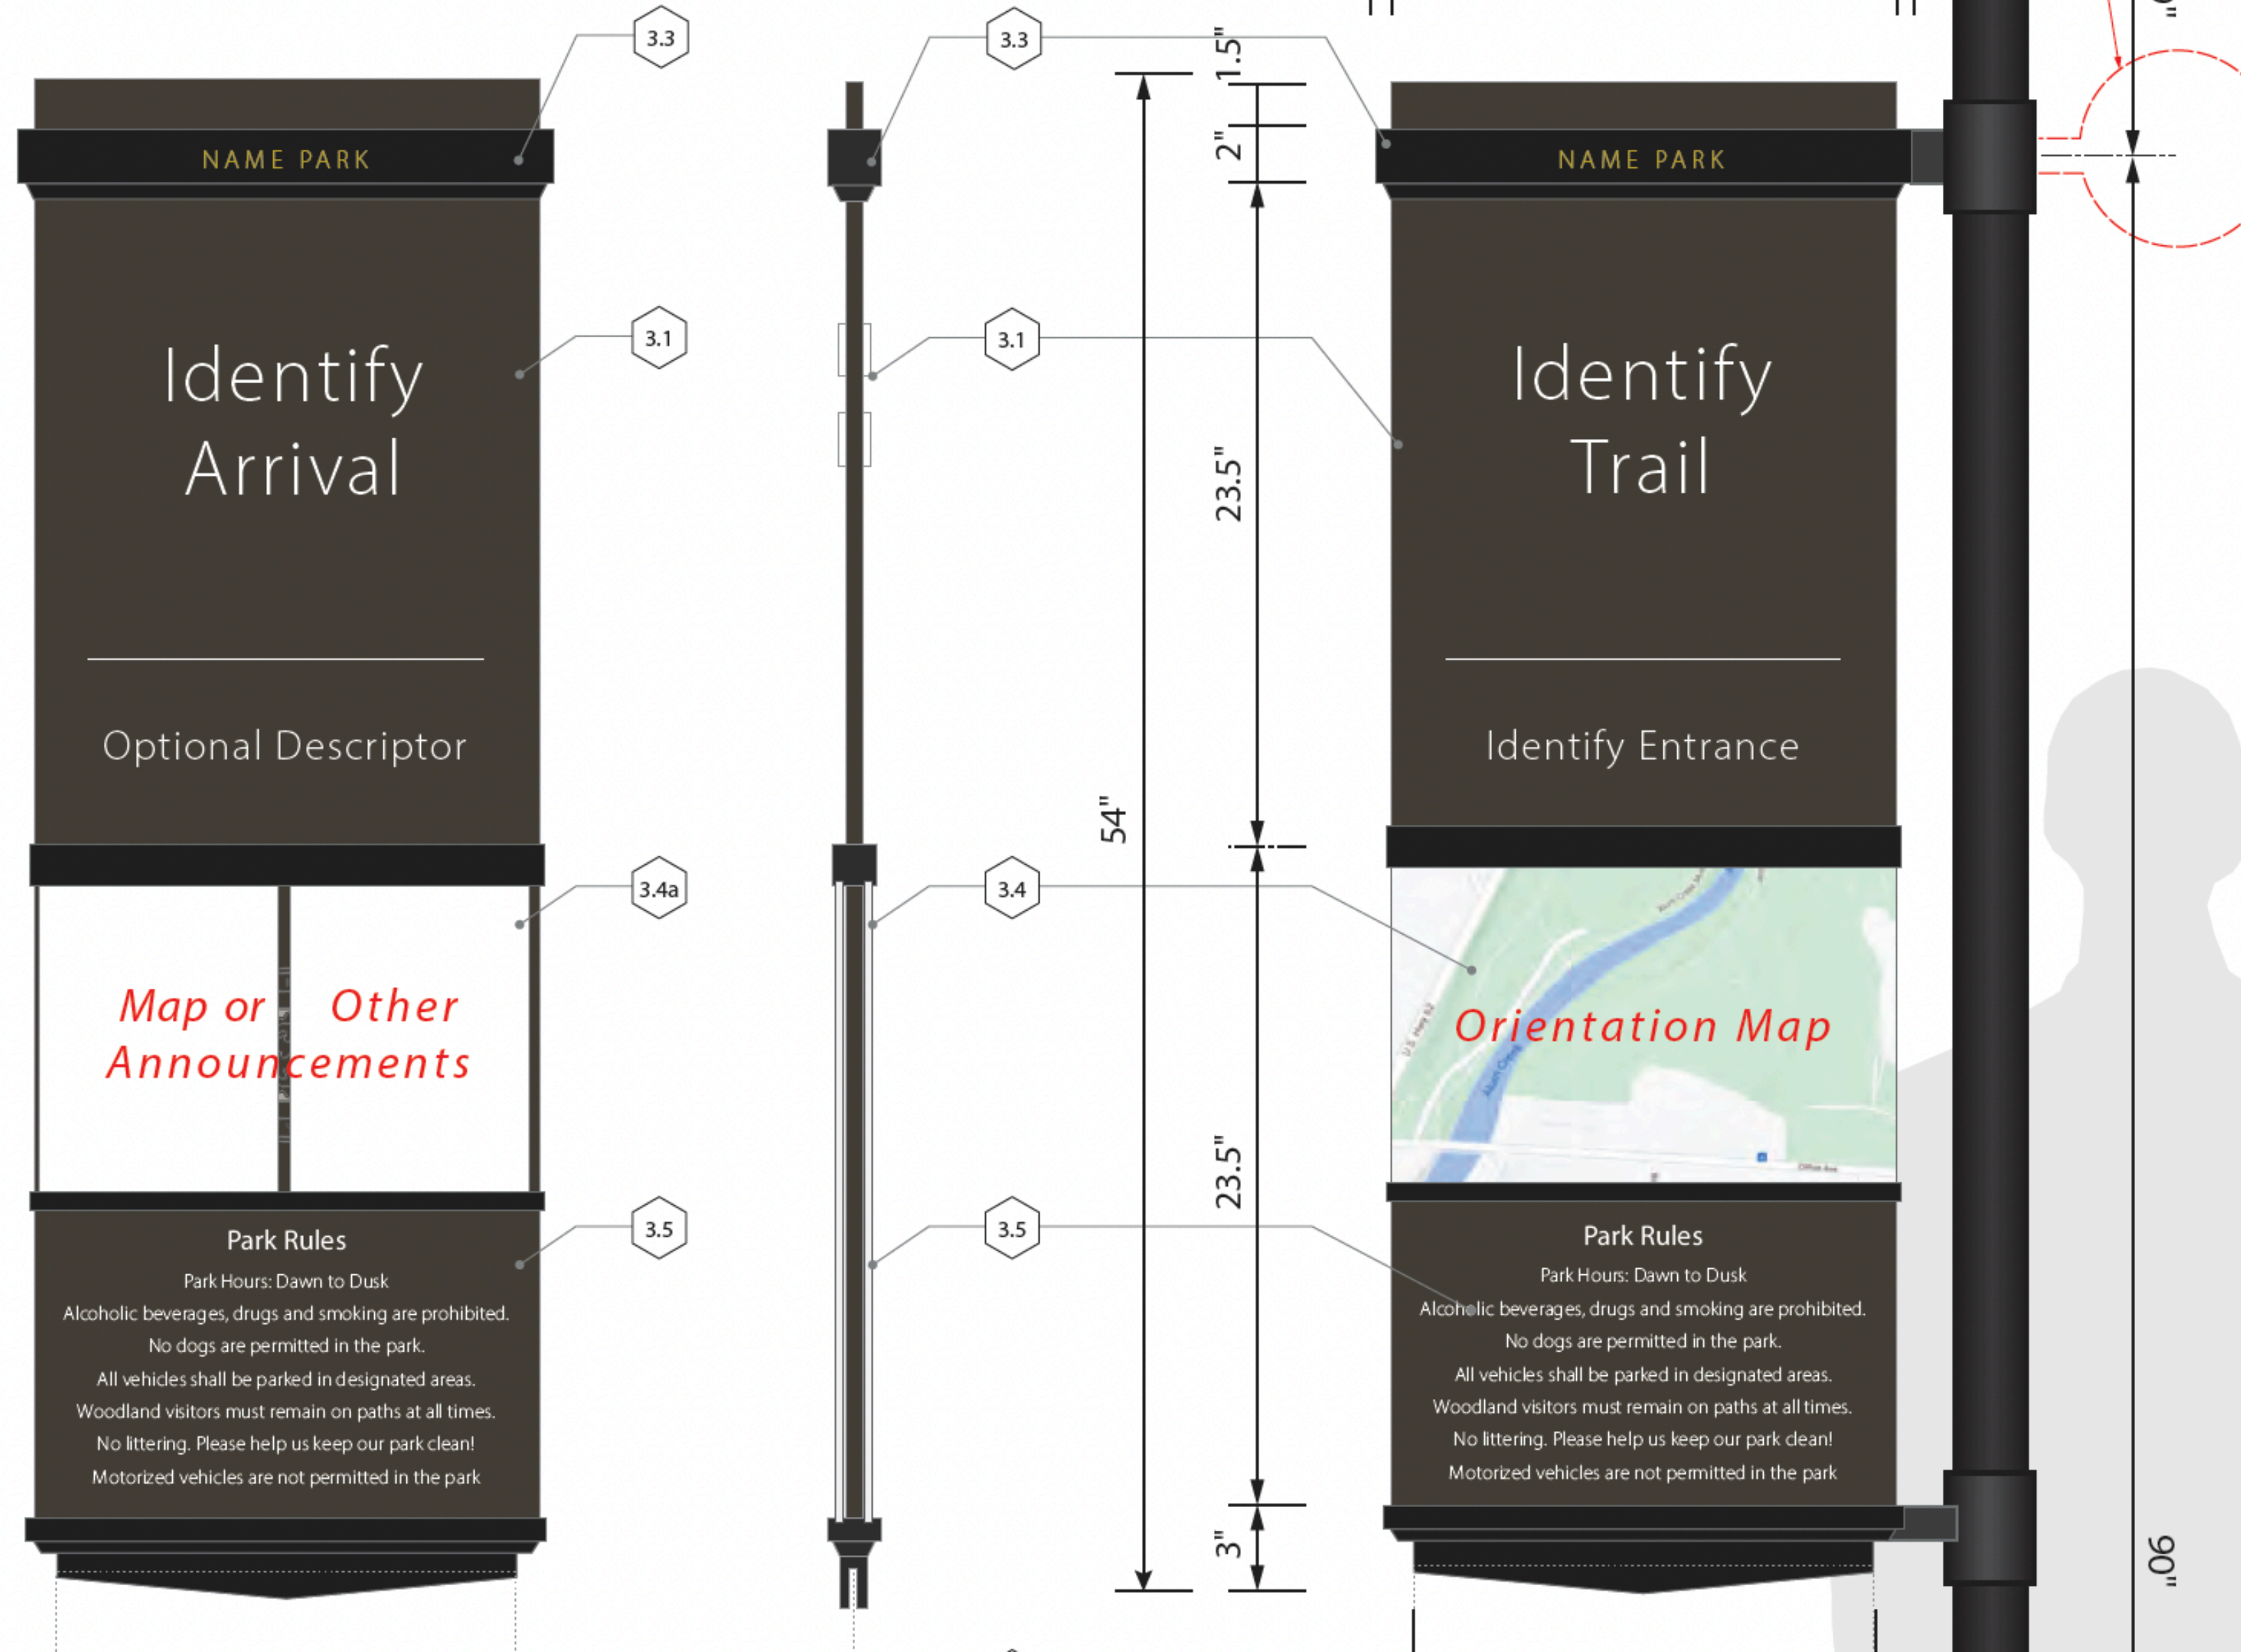 3.3
3.3
1.5"
2"
NAME PARK
NAME PARK
3.1
3.1
Identify
Arrival
Identify
Trail
23.5"
Optional Descriptor
Identify Entrance
54"
3.4a
3.4
Map or Other
Announcements
Orientation Map
U.S. Hwy 52
Alum Creek
23.5"
3.5
3.5
Park Rules
Park Hours: Dawn to Dusk
Alcoholic beverages, drugs and smoking are prohibited.
No dogs are permitted in the park.
All vehicles shall be parked in designated areas.
Woodland visitors must remain on paths at all times.
No littering. Please help us keep our park clean!
Motorized vehicles are not permitted in the park
Park Rules
Park Hours: Dawn to Dusk
Alcoholic beverages, drugs and smoking are prohibited.
No dogs are permitted in the park.
All vehicles shall be parked in designated areas.
Woodland visitors must remain on paths at all times.
No littering. Please help us keep our park clean!
Motorized vehicles are not permitted in the park
3"
90"